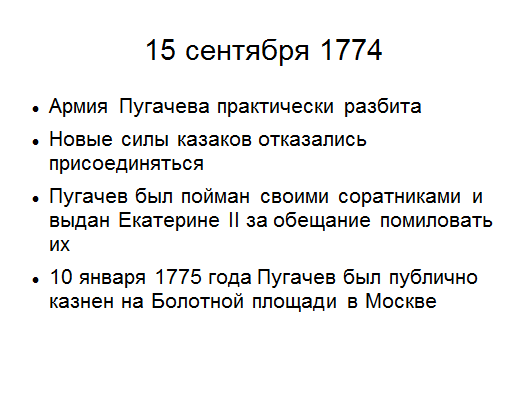 15 сентября 1774
Армия Пугачева практически разбита
Новые силы казаков отказались
присоединяться
Пугачев был пойман своими соратниками и
выдан Екатерине II за обещание помиловать
их
10 января 1775 года Пугачев был публично
казнен на Болотной площади в Москве